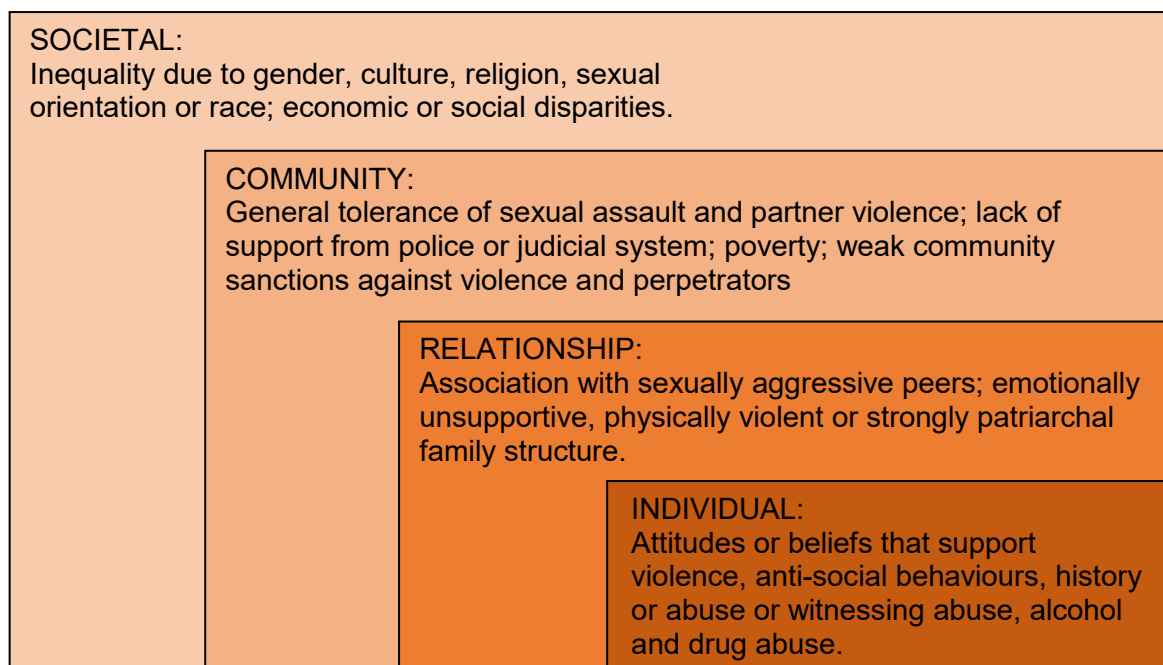 SOCIETAL:
Inequality due to gender, culture, religion, sexual
orientation or race; economic or social disparities.
COMMUNITY:
General tolerance of sexual assault and partner violence; lack of
support from police or judicial system; poverty; weak community
sanctions against violence and perpetrators
RELATIONSHIP:
Association with sexually aggressive peers; emotionally
unsupportive, physically violent or strongly patriarchal
family structure.
INDIVIDUAL:
Attitudes or beliefs that support
violence, anti-social behaviours, history
or abuse or witnessing abuse, alcohol
and drug abuse.